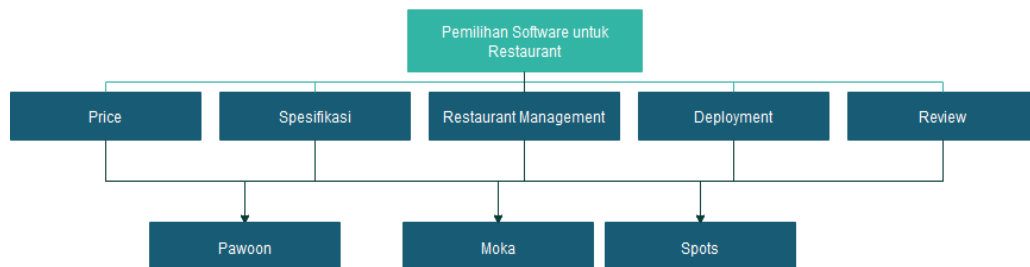 Pemilihan Software untuk
Restaurant
Price
Spesifikasi
Restaurant Management
Deployment
Review
Pawoon
Moka
Spots